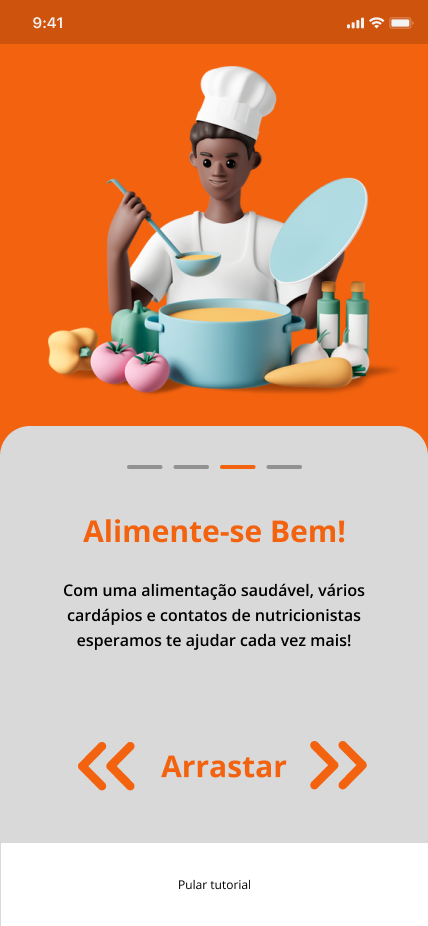 9:41
Alimente-se Bem!
Com uma alimentação saudável, vários
cardápios e contatos de nutricionistas
esperamos te ajudar cada vez mais!
Arrastar
Pular tutorial